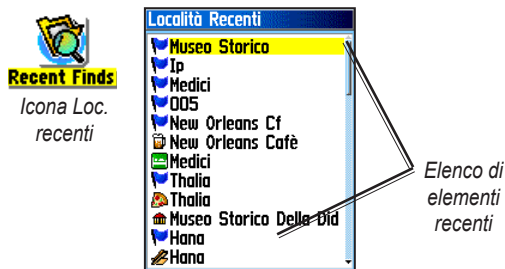 Recent Finds
Icona Loc.
recenti
Località Recenti
Museo Storico
Ip
Medici
005
New Orleans Cf
New Orleans Cafè
Medici
Thalia
Thalia
Museo Storico Della Did
Hana
Hana
Elenco di
elementi
recenti